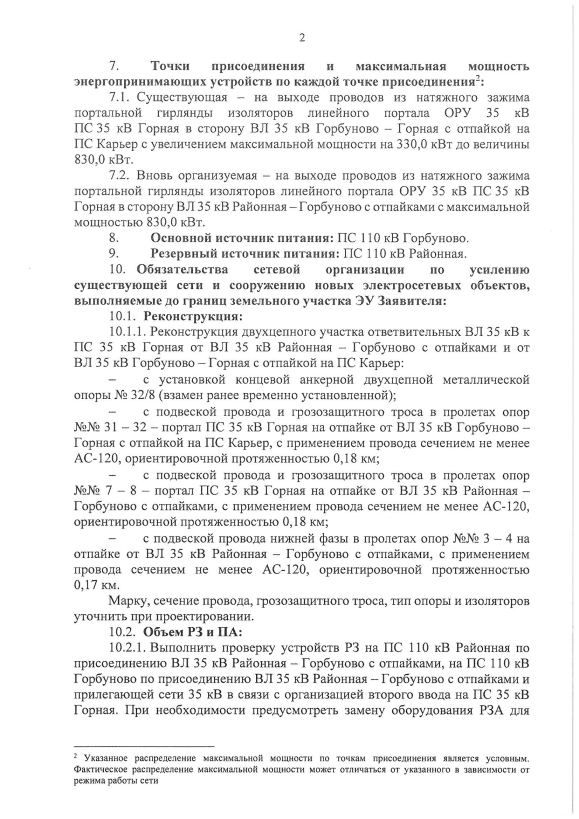 2
7. Точки присоединения и максимальная мощность
энергопринимающих устройств по каждой точке присоединения²:
7.1. Существующая – на выходе проводов из натяжного зажима
портальной гирлянды изоляторов линейного портала ОРУ 35 кВ
ПС 35 кВ Горная в сторону ВЛ 35 кВ Горбуново – Горная с отпайкой на
ПС Карьер с увеличением максимальной мощности на 330,0 кВт до величины
830,0 кВт.
7.2. Вновь организуемая – на выходе проводов из натяжного зажима
портальной гирлянды изоляторов линейного портала ОРУ 35 кВ ПС 35 кВ
Горная в сторону ВЛ 35 кВ Районная – Горбуново с отпайками с максимальной
мощностью 830,0 кВт.
8. Основной источник питания: ПС 110 кВ Горбуново.
9. Резервный источник питания: ПС 110 кВ Районная.
10. Обязательства сетевой организации по усилению
существующей сети и сооружению новых электросетевых объектов,
выполняемые до границ земельного участка ЭУ Заявителя:
10.1. Реконструкция:
10.1.1. Реконструкция двухцепного участка ответвительных ВЛ 35 кВ к
ПС 35 кВ Горная от ВЛ 35 кВ Районная – Горбуново с отпайками и от
ВЛ 35 кВ Горбуново – Горная с отпайкой на ПС Карьер:
– с установкой концевой анкерной двухцепной металлической
опоры № 32/8 (взамен ранее временно установленной);
– с подвеской провода и грозозащитного троса в пролетах опор
№№ 31 – 32 – портал ПС 35 кВ Горная на отпайке от ВЛ 35 кВ Горбуново –
Горная с отпайкой на ПС Карьер, с применением провода сечением не менее
АС-120, ориентировочной протяженностью 0,18 км;
– с подвеской провода и грозозащитного троса в пролетах опор
№№ 7 – 8 – портал ПС 35 кВ Горная на отпайке от ВЛ 35 кВ Районная –
Горбуново с отпайками, с применением провода сечением не менее АС-120,
ориентировочной протяженностью 0,18 км;
– с подвеской провода нижней фазы в пролетах опор №№ 3 – 4 на
отпайке от ВЛ 35 кВ Районная – Горбуново с отпайками, с применением
провода сечением не менее АС-120, ориентировочной протяженностью
0,17 км.
Марку, сечение провода, грозозащитного троса, тип опоры и изоляторов
уточнить при проектировании.
10.2. Объем РЗ и ПА:
10.2.1. Выполнить проверку устройств РЗ на ПС 110 кВ Районная по
присоединению ВЛ 35 кВ Районная – Горбуново с отпайками, на ПС 110 кВ
Горбуново по присоединению ВЛ 35 кВ Районная – Горбуново с отпайками и
прилегающей сети 35 кВ в связи с организацией второго ввода на ПС 35 кВ
Горная. При необходимости предусмотреть замену оборудования РЗА для
² Указанное распределение максимальной мощности по точкам присоединения является условным.
Фактическое распределение максимальной мощности может отличаться от указанного в зависимости от
режима работы сети